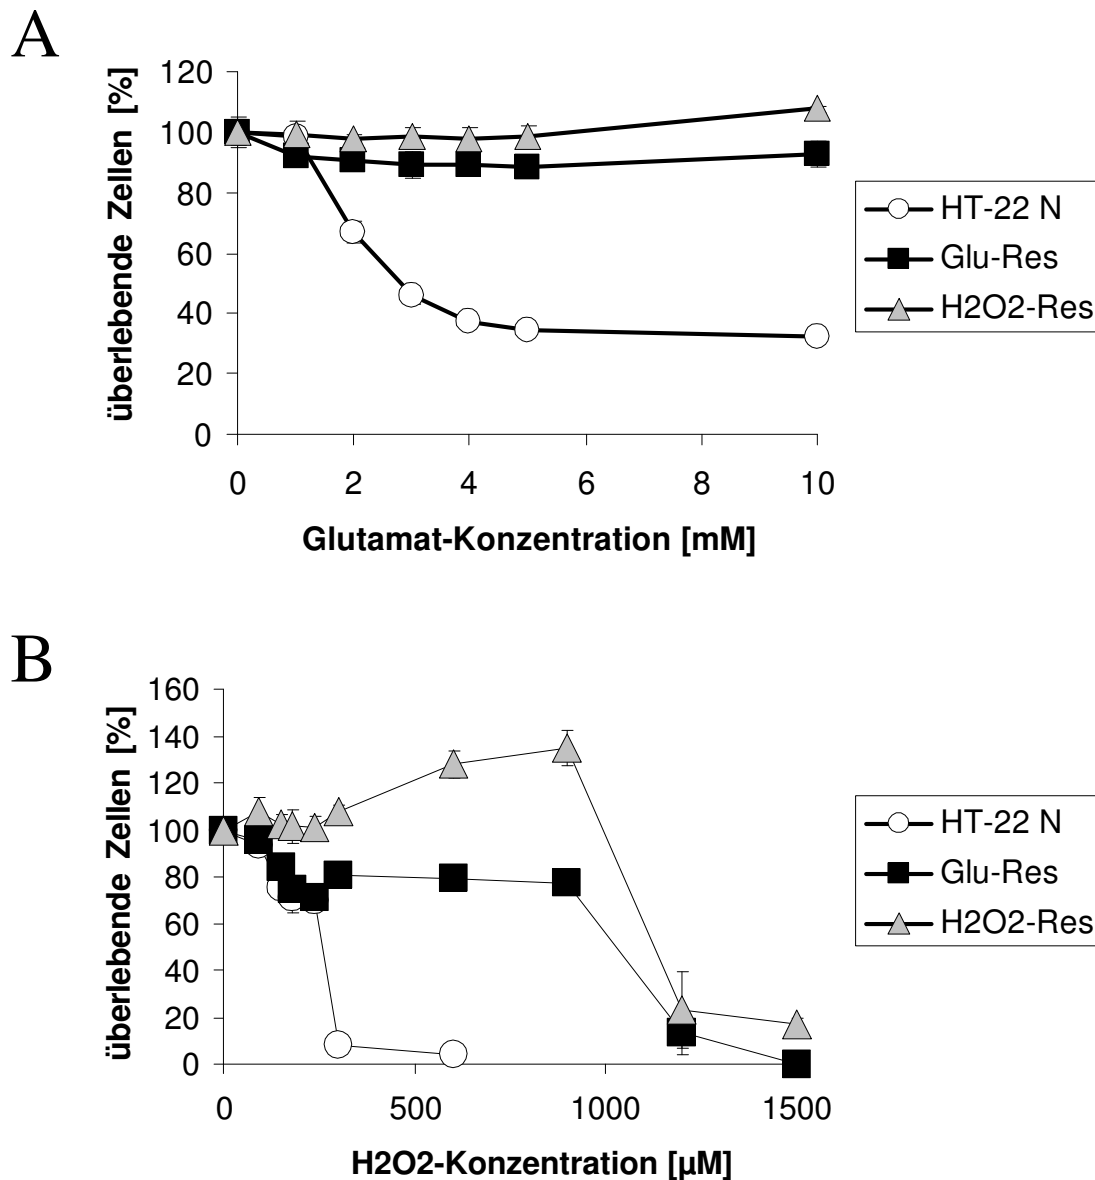 A
überlebende Zellen [%]
120
100
80
60
40
20
0
0 2 4 6 8 10
Glutamat-Konzentration [mM]
HT-22 N
Glu-Res
H2O2-Res
B
überlebende Zellen [%]
160
140
120
100
80
60
40
20
0
0 500 1000 1500
H2O2-Konzentration [µM]
HT-22 N
Glu-Res
H2O2-Res